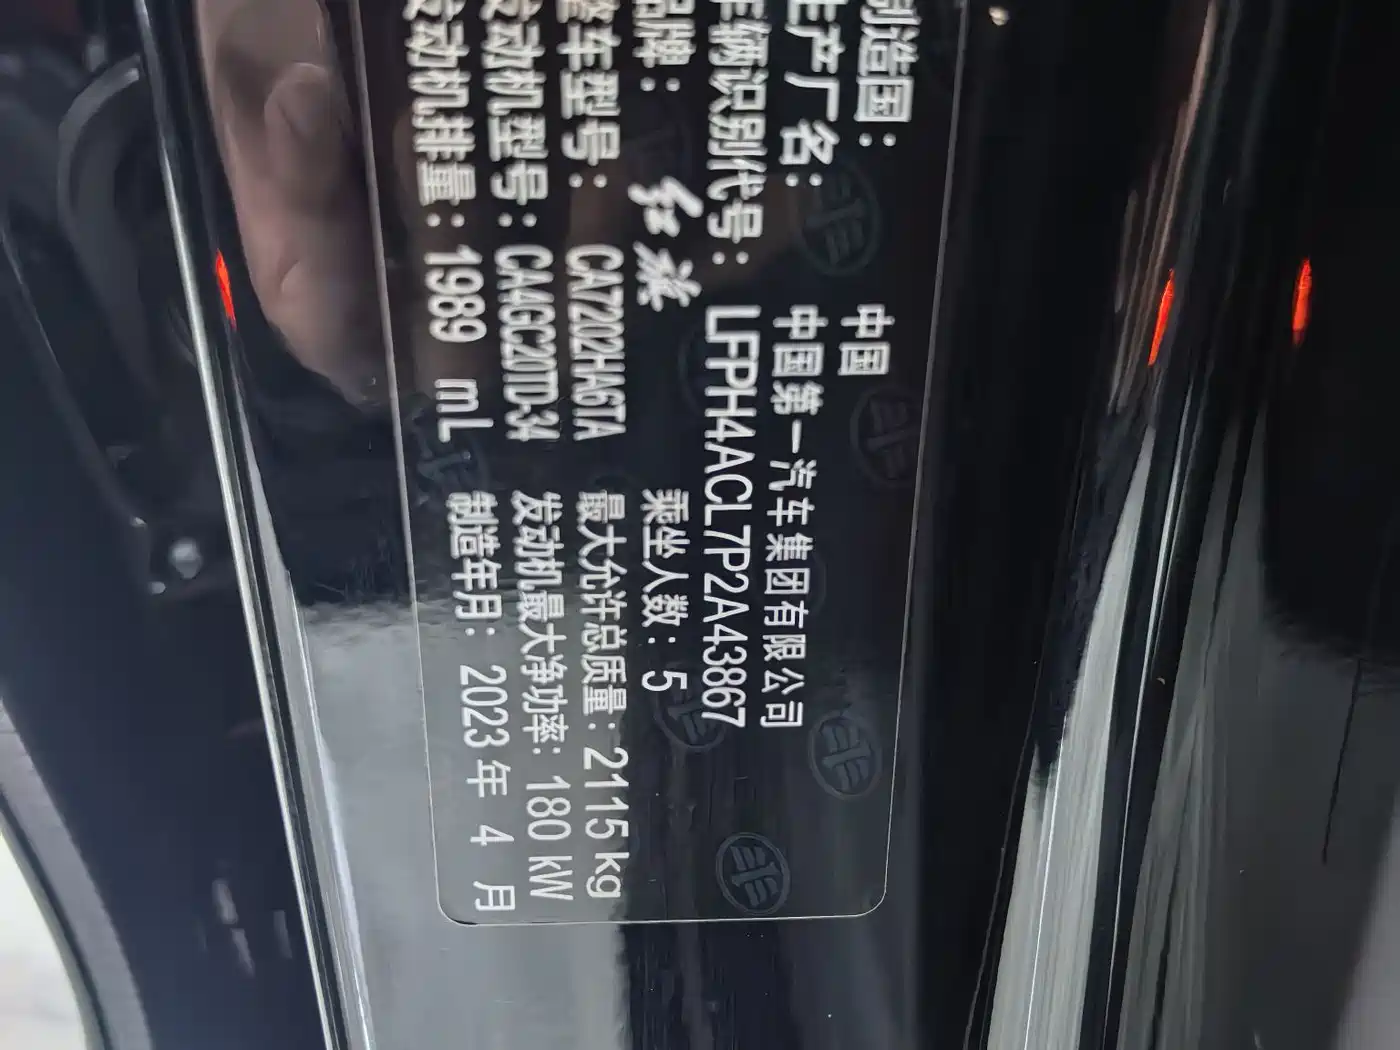 制造国： 中国
生产厂名： 中国第一汽车集团有限公司
车辆识别代号： LFPH4ACL7P2A43867
品牌： 红旗 乘坐人数：5
整车型号： CA7202HA6TA 最大允许总质量：2115 kg
发动机型号：CA4GC20TD-34 发动机最大净功率：180 kW
发动机排量：1989 mL 制造年月：2023 年 4 月